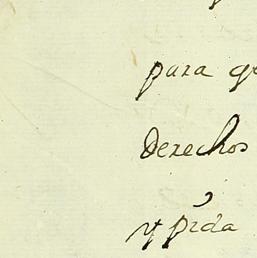 para q
derechos
y pida